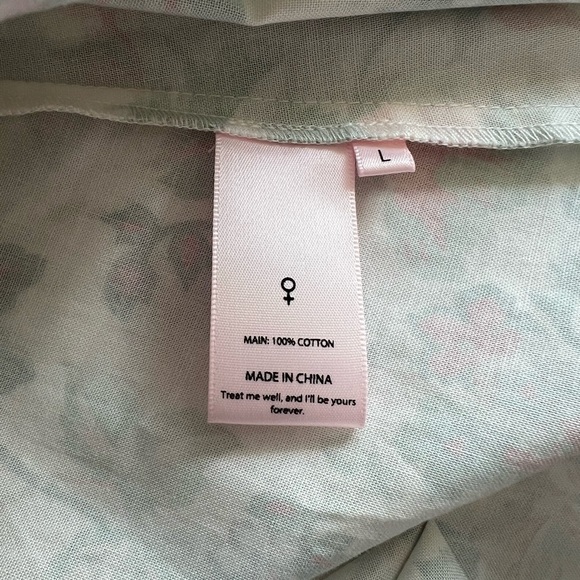 L
♀
MAIN: 100% COTTON
MADE IN CHINA
Treat me well, and I'll be yours
forever.